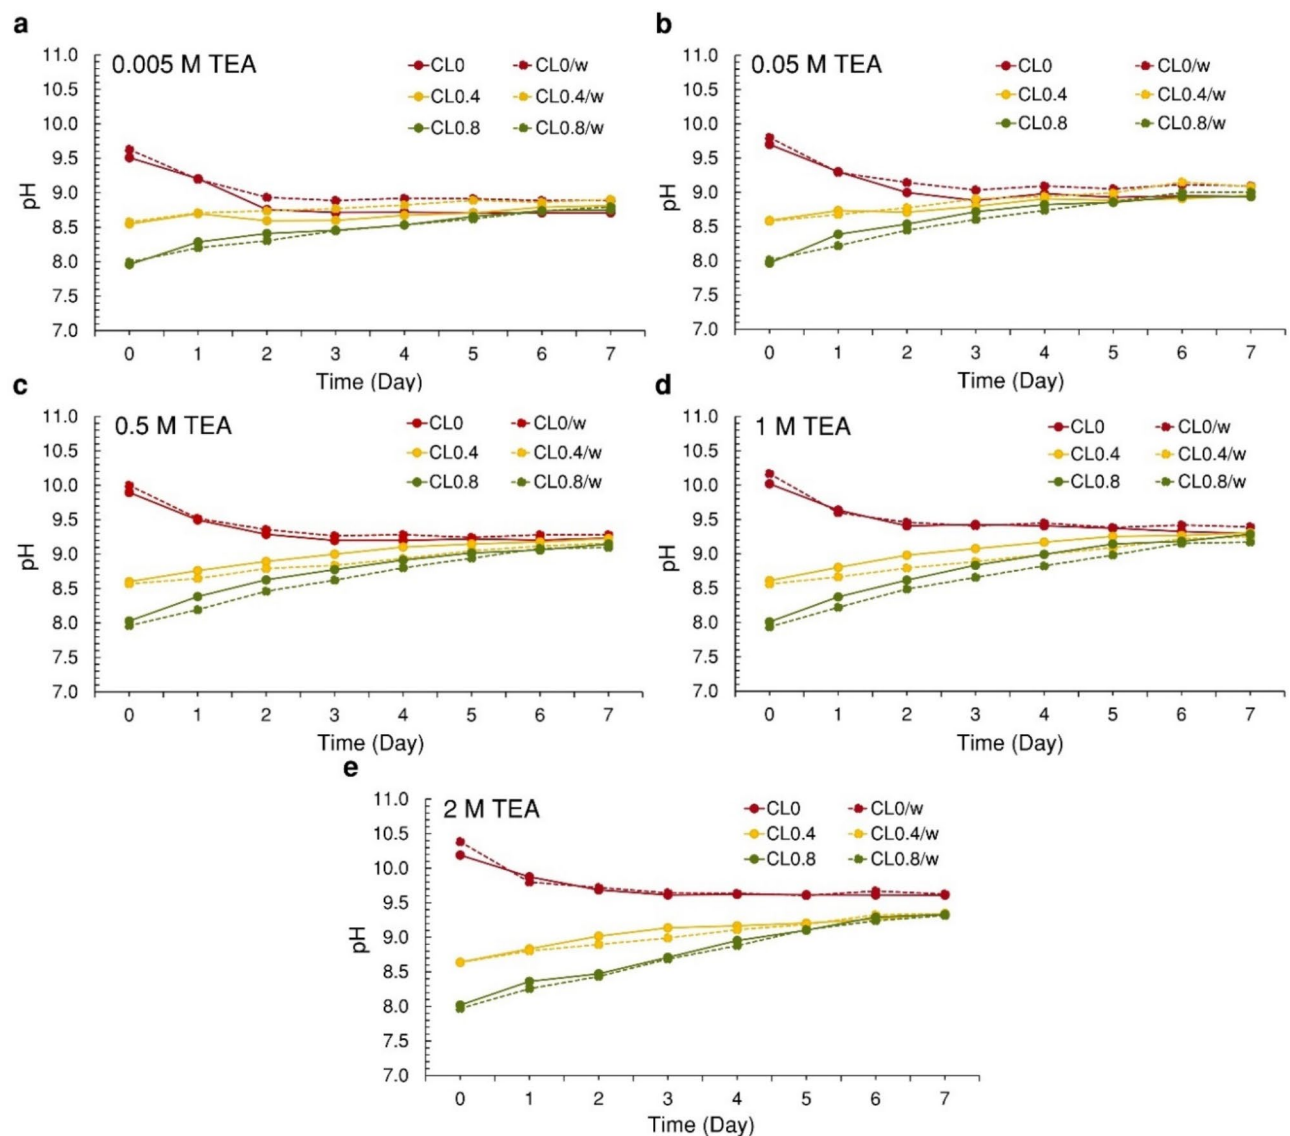 a
0.005 M TEA
CL0 CL0/w
CL0.4 CL0.4/w
CL0.8 CL0.8/w
pH
11.0
10.5
10.0
9.5
9.0
8.5
8.0
7.5
7.0
0 1 2 3 4 5 6 7
Time (Day)
b
0.05 M TEA
CL0 CL0/w
CL0.4 CL0.4/w
CL0.8 CL0.8/w
pH
11.0
10.5
10.0
9.5
9.0
8.5
8.0
7.5
7.0
0 1 2 3 4 5 6 7
Time (Day)
c
0.5 M TEA
CL0 CL0/w
CL0.4 CL0.4/w
CL0.8 CL0.8/w
pH
11.0
10.5
10.0
9.5
9.0
8.5
8.0
7.5
7.0
0 1 2 3 4 5 6 7
Time (Day)
d
1 M TEA
CL0 CL0/w
CL0.4 CL0.4/w
CL0.8 CL0.8/w
pH
11.0
10.5
10.0
9.5
9.0
8.5
8.0
7.5
7.0
0 1 2 3 4 5 6 7
Time (Day)
e
2 M TEA
CL0 CL0/w
CL0.4 CL0.4/w
CL0.8 CL0.8/w
pH
11.0
10.5
10.0
9.5
9.0
8.5
8.0
7.5
7.0
0 1 2 3 4 5 6 7
Time (Day)